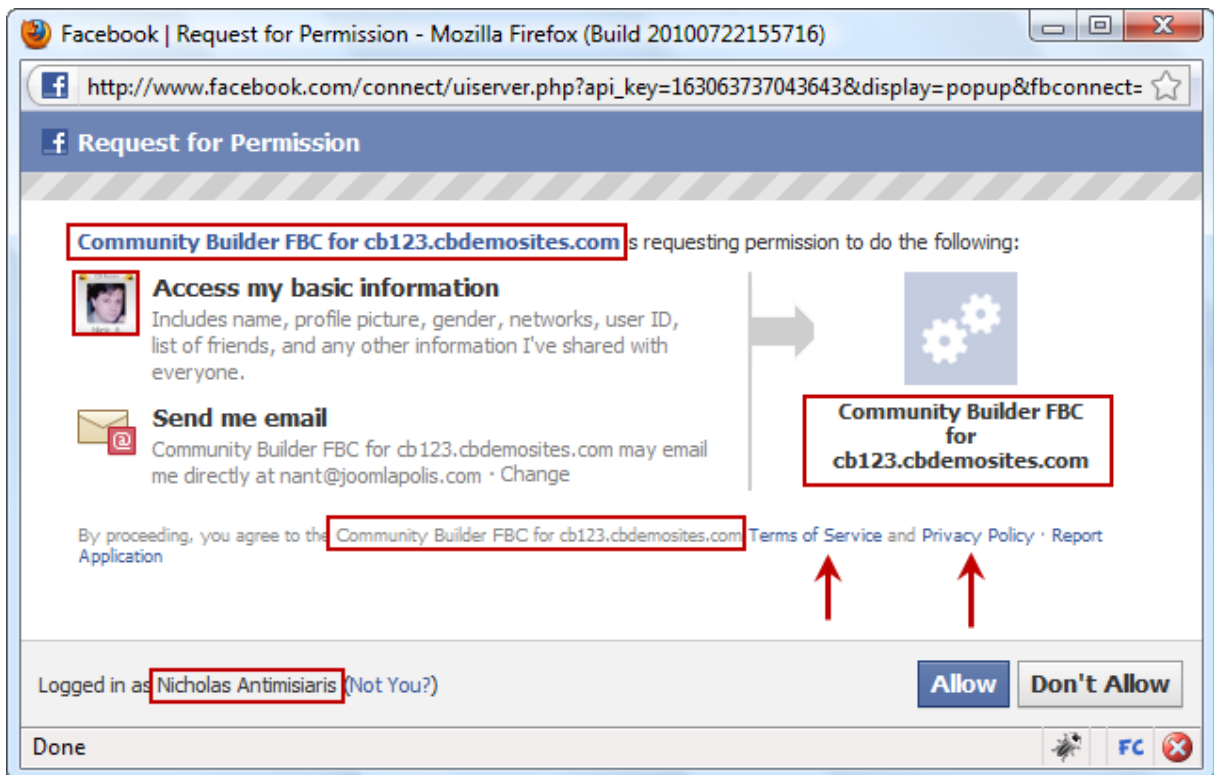 Facebook | Request for Permission - Mozilla Firefox (Build 20100722155716)
http://www.facebook.com/connect/uiserver.php?api_key=163063737043643&display=popup&fbconnect=
f Request for Permission
Community Builder FBC for cb123.cbdemosites.com s requesting permission to do the following:
Access my basic information
Includes name, profile picture, gender, networks, user ID,
list of friends, and any other information I've shared with
everyone.
Send me email
Community Builder FBC for cb123.cbdemosites.com may email
me directly at nant@joomlapolis.com · Change
Community Builder FBC
for
cb123.cbdemosites.com
By proceeding, you agree to the Community Builder FBC for cb123.cbdemosites.com Terms of Service and Privacy Policy · Report
Application
Logged in as Nicholas Antimisiaris (Not You?)
Allow
Don't Allow
Done
FC